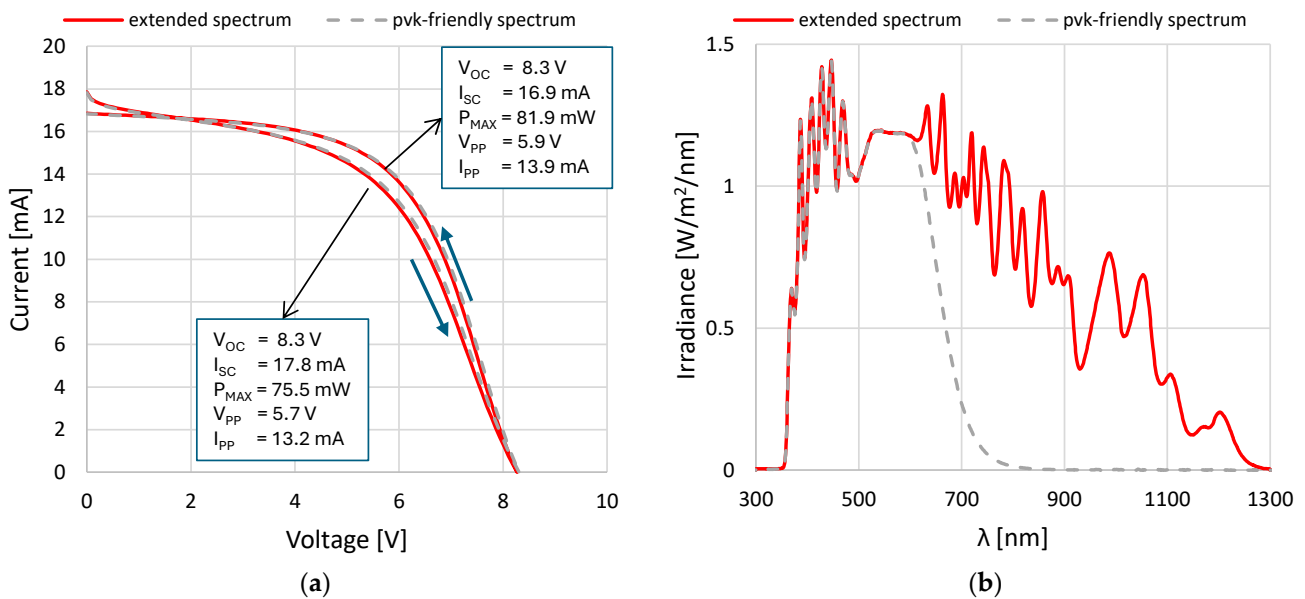 extended spectrum
pvk-friendly spectrum
20
18
16
14
12
10
8
6
4
2
0
Current [mA]
V_OC = 8.3 V
I_SC = 16.9 mA
P_MAX = 81.9 mW
V_PP = 5.9 V
I_PP = 13.9 mA
V_OC = 8.3 V
I_SC = 17.8 mA
P_MAX = 75.5 mW
V_PP = 5.7 V
I_PP = 13.2 mA
0 2 4 6 8 10
Voltage [V]
(a)
extended spectrum
pvk-friendly spectrum
1.5
1
0.5
0
Irradiance [W/m²/nm]
300 500 700 900 1100 1300
λ [nm]
(b)